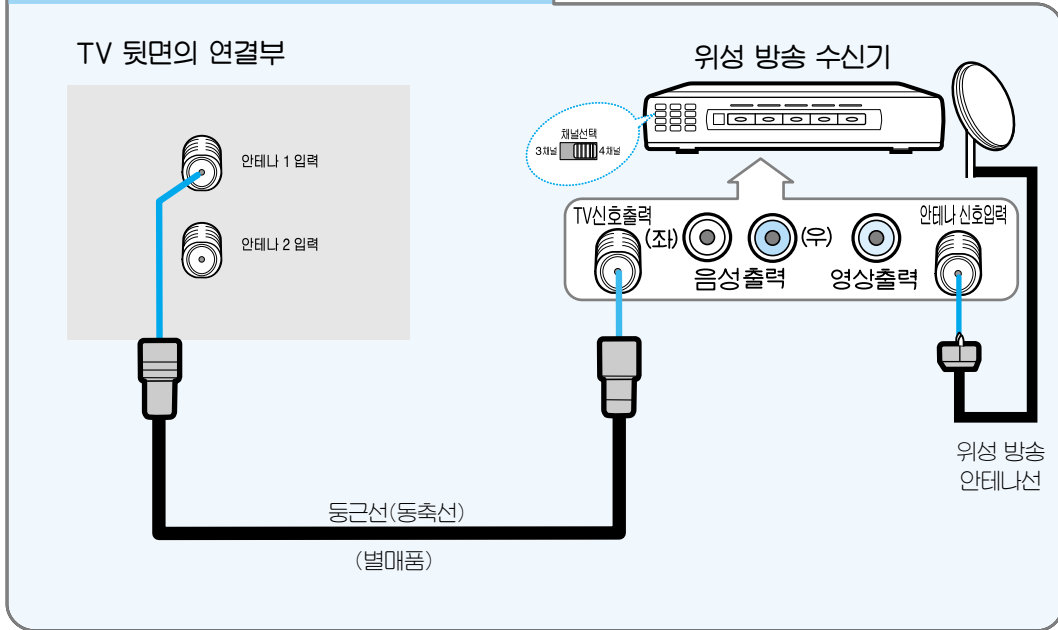 TV 뒷면의 연결부
위성 방송 수신기
채널선택
3채널 4채널
안테나 1 입력
안테나 2 입력
TV신호출력
(좌) (우)
안테나 신호입력
음성출력 영상출력
위성 방송
안테나선
둥근선(동축선)
(별매품)